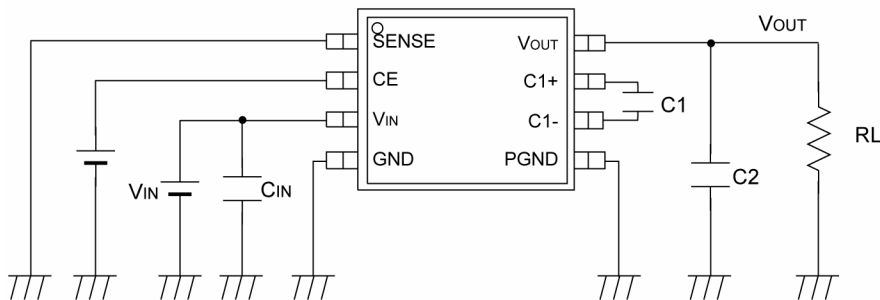 VOUT
SENSE
VOUT
CE
C1+
C1
VIN
C1-
RL
GND
PGND
C2
VIN
CIN